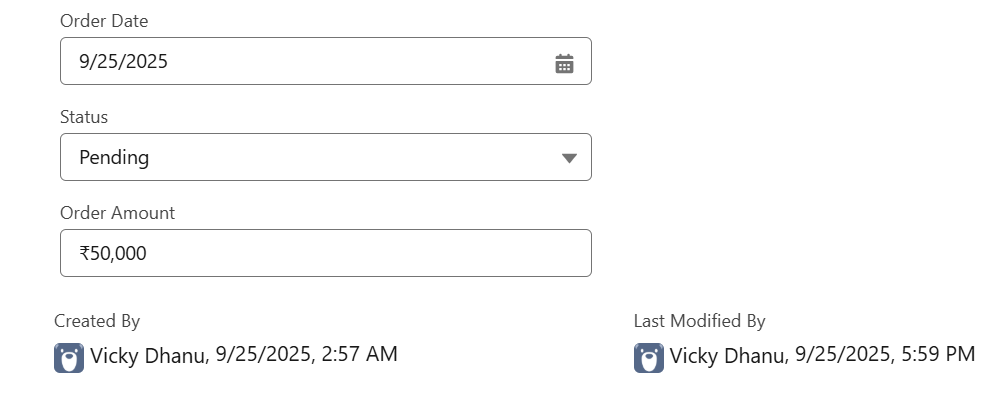 Order Date
9/25/2025
Status
Pending
Order Amount
₹50,000
Created By
Last Modified By
Vicky Dhanu, 9/25/2025, 2:57 AM
Vicky Dhanu, 9/25/2025, 5:59 PM